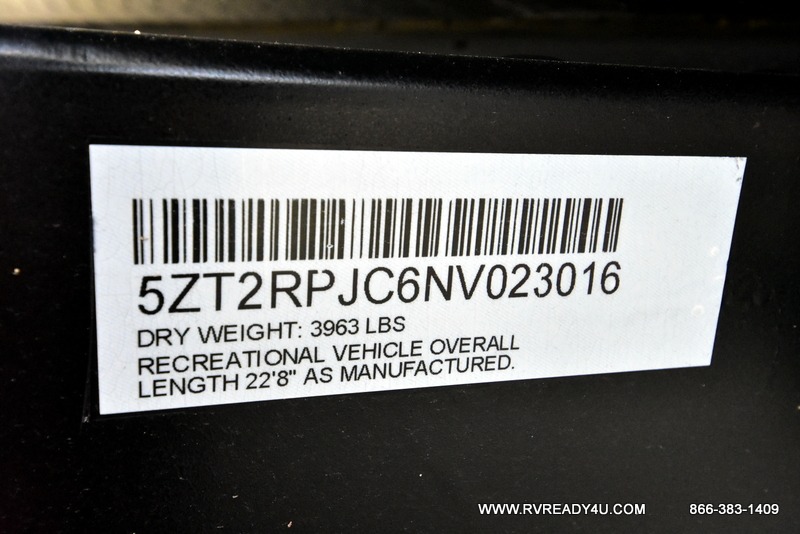 5ZT2RPJC6NV023016
DRY WEIGHT: 3963 LBS
RECREATIONAL VEHICLE OVERALL
LENGTH 22'8" AS MANUFACTURED.
WWW.RVREADY4U.COM 866-383-1409